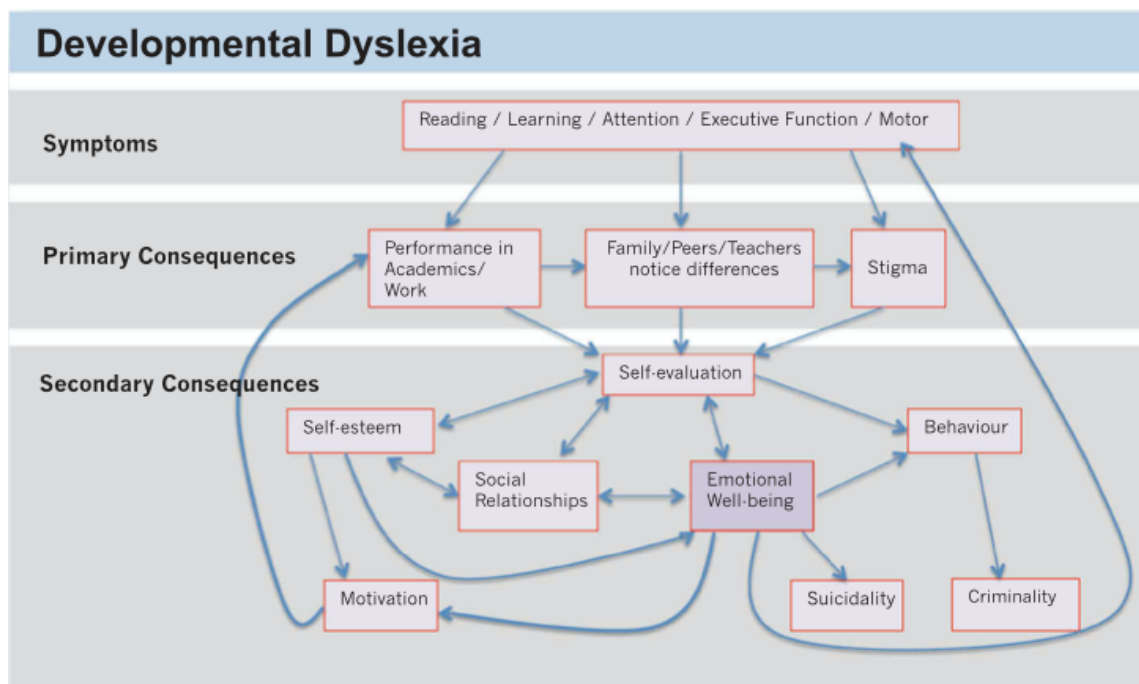 Developmental Dyslexia
Symptoms
Reading / Learning / Attention / Executive Function / Motor
Primary Consequences
Performance in
Academics/
Work
Family/Peers/Teachers
notice differences
Stigma
Secondary Consequences
Self-evaluation
Self-esteem
Behaviour
Social
Relationships
Emotional
Well-being
Motivation
Suicidality
Criminality